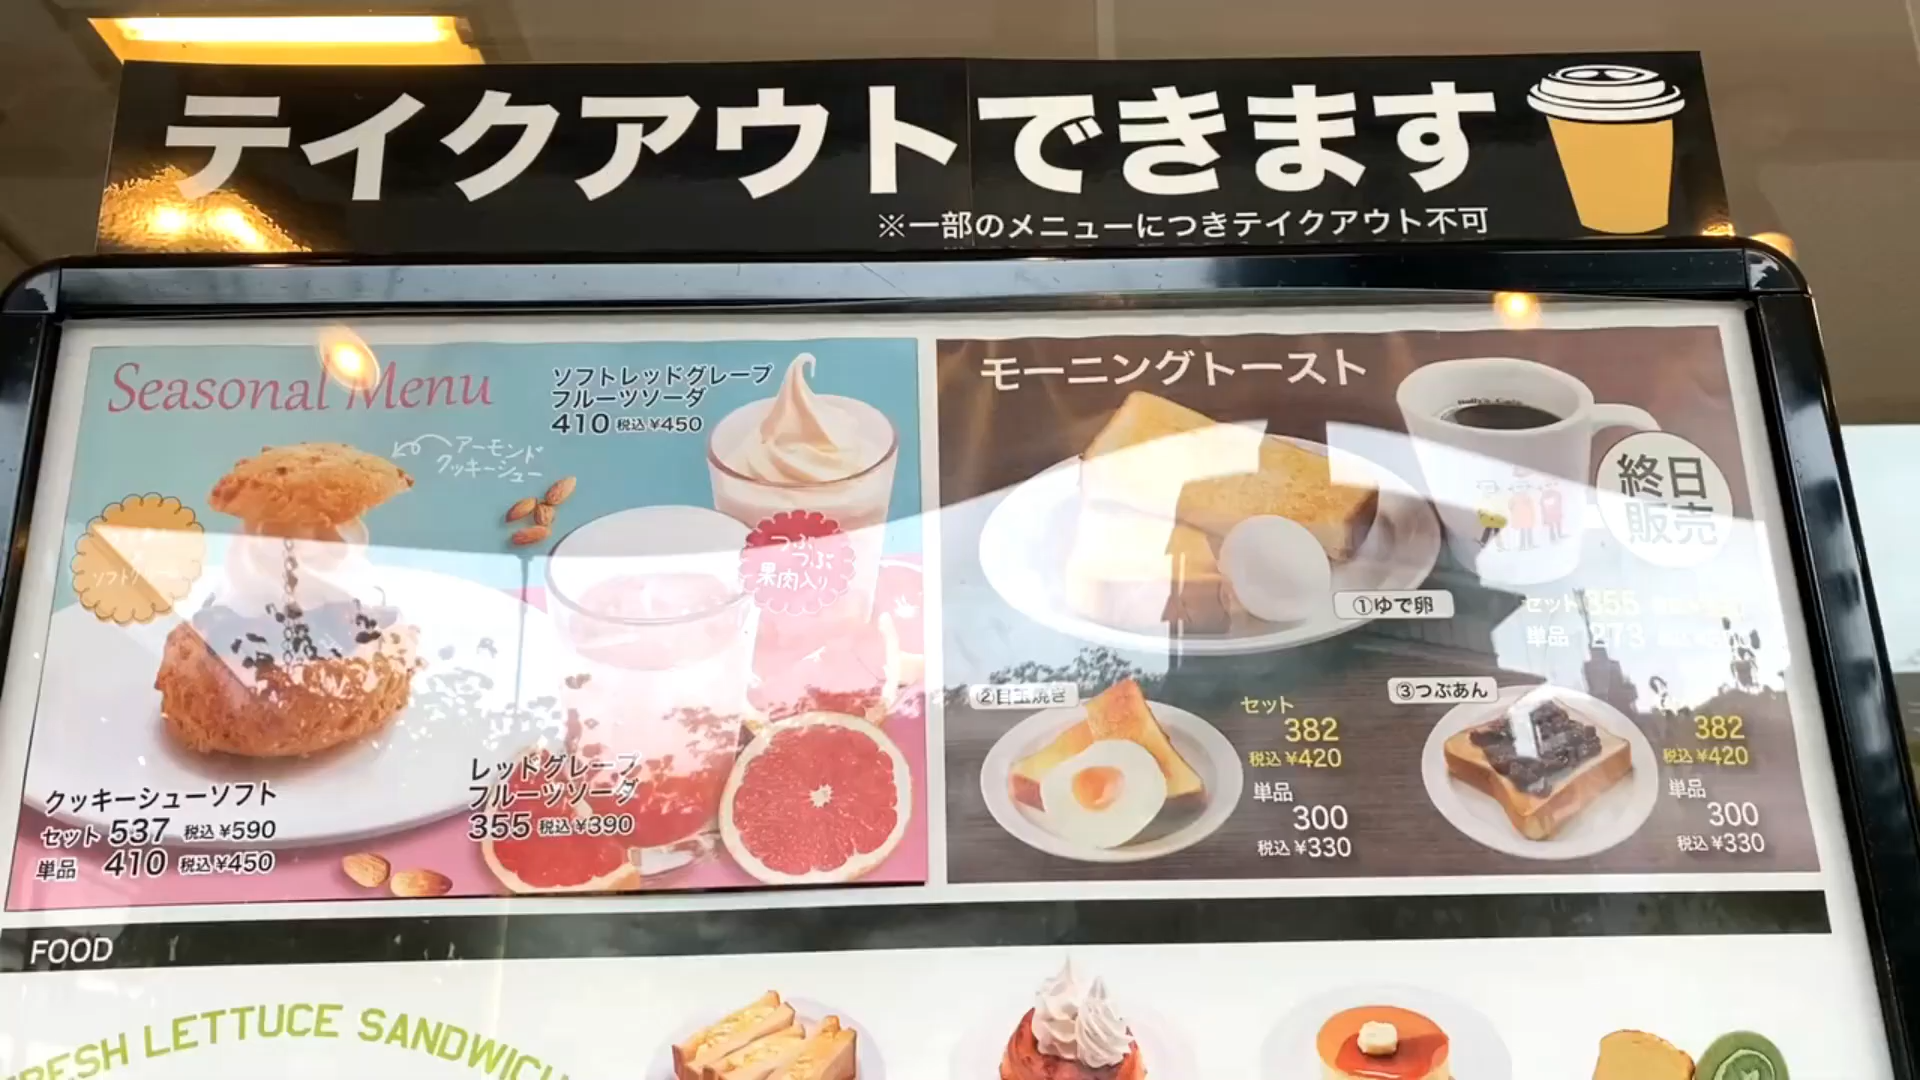 テイクアウトできます
※一部のメニューにつきテイクアウト不可
Seasonal Menu
ソフトレッドグレープ
フルーツソーダ
410 税込¥450
アーモンド
クッキーシュー
つぶ
つぶ
果肉入り
レッドグレープ
フルーツソーダ
355 税込¥390
クッキーシューソフト
セット 537 税込¥590
単品 410 税込¥450
モーニングトースト
終日
販売
①ゆで卵
セット 355
単品 273
②目玉焼き
セット
382
税込¥420
単品
300
税込¥330
③つぶあん
382
税込¥420
単品
300
税込¥330
FOOD
FRESH LETTUCE SANDWICH